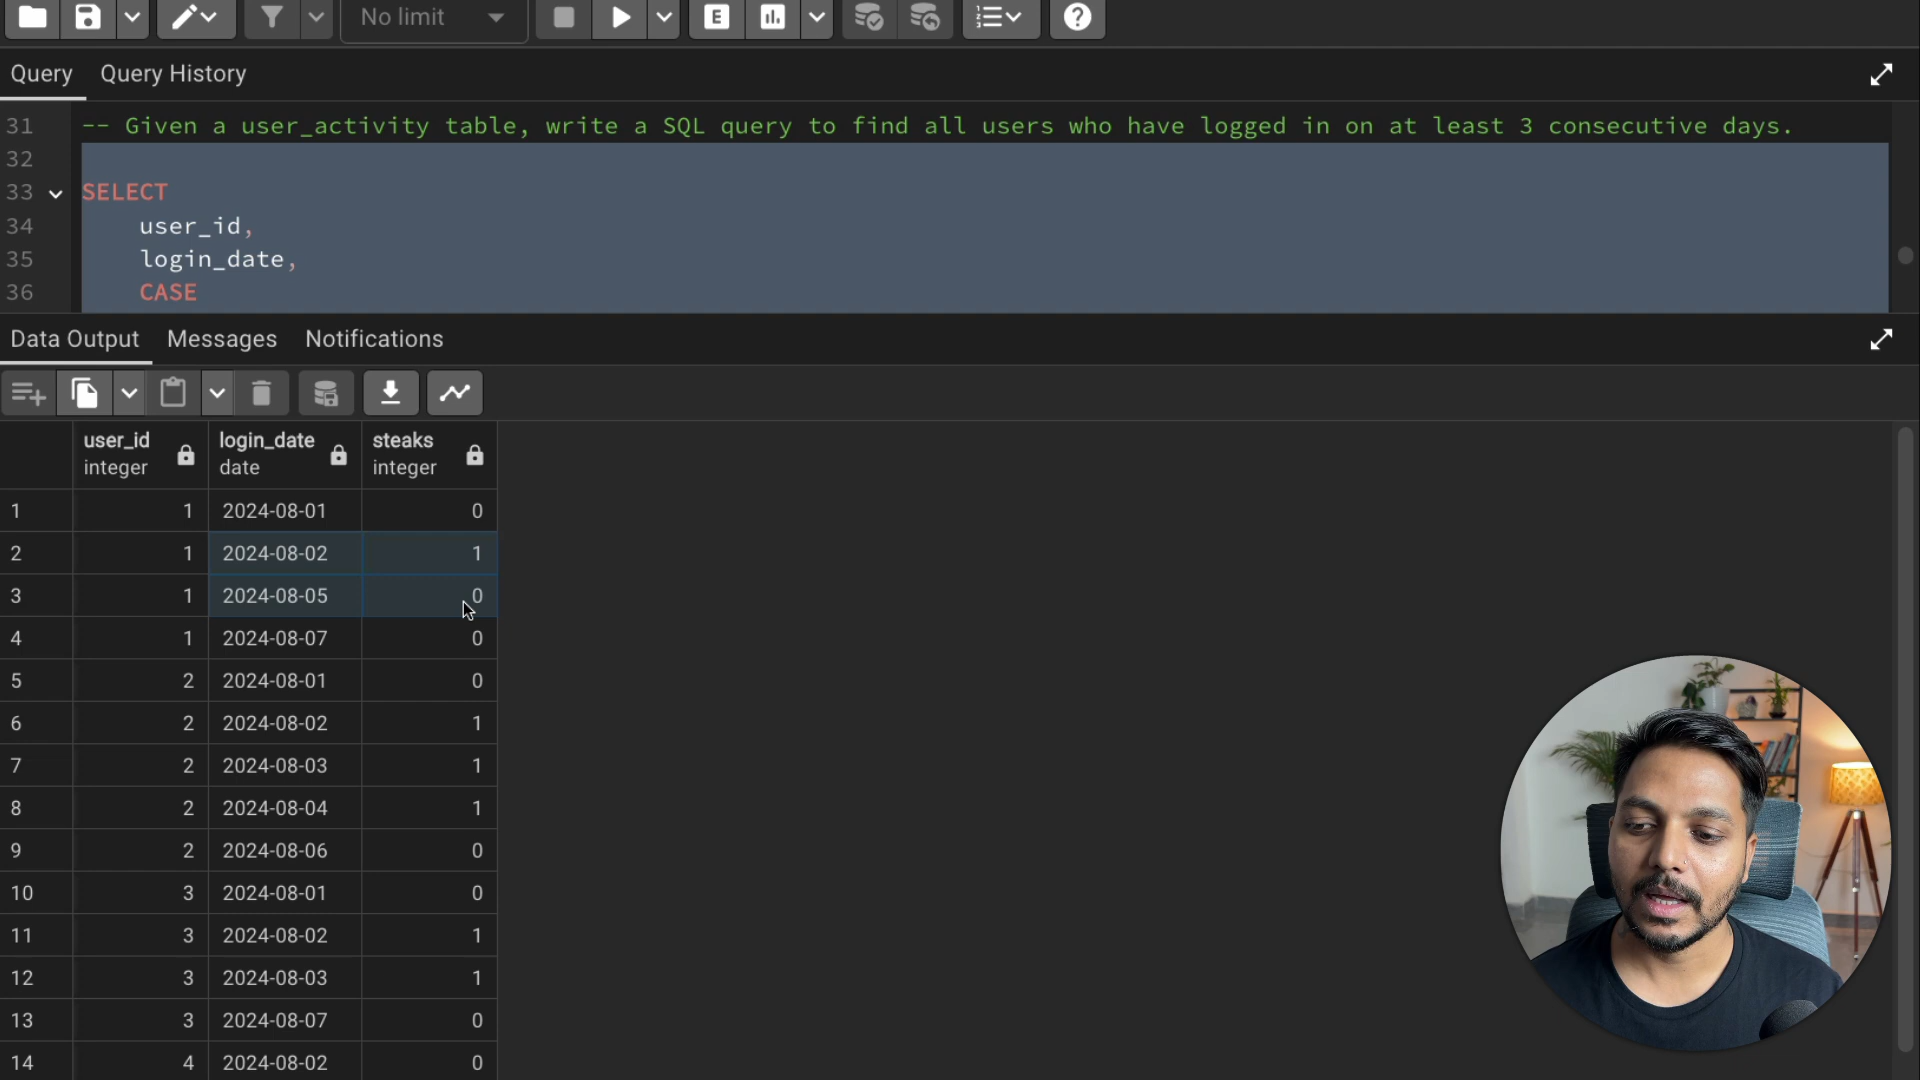 No limit
E
Query Query History
31 -- Given a user_activity table, write a SQL query to find all users who have logged in on at least 3 consecutive days.
32
33 SELECT
34 user_id,
35 login_date,
36 CASE
Data Output Messages Notifications
user_id login_date steaks
integer date integer
1 1 2024-08-01 0
2 1 2024-08-02 1
3 1 2024-08-05 0
4 1 2024-08-07 0
5 2 2024-08-01 0
6 2 2024-08-02 1
7 2 2024-08-03 1
8 2 2024-08-04 1
9 2 2024-08-06 0
10 3 2024-08-01 0
11 3 2024-08-02 1
12 3 2024-08-03 1
13 3 2024-08-07 0
14 4 2024-08-02 0